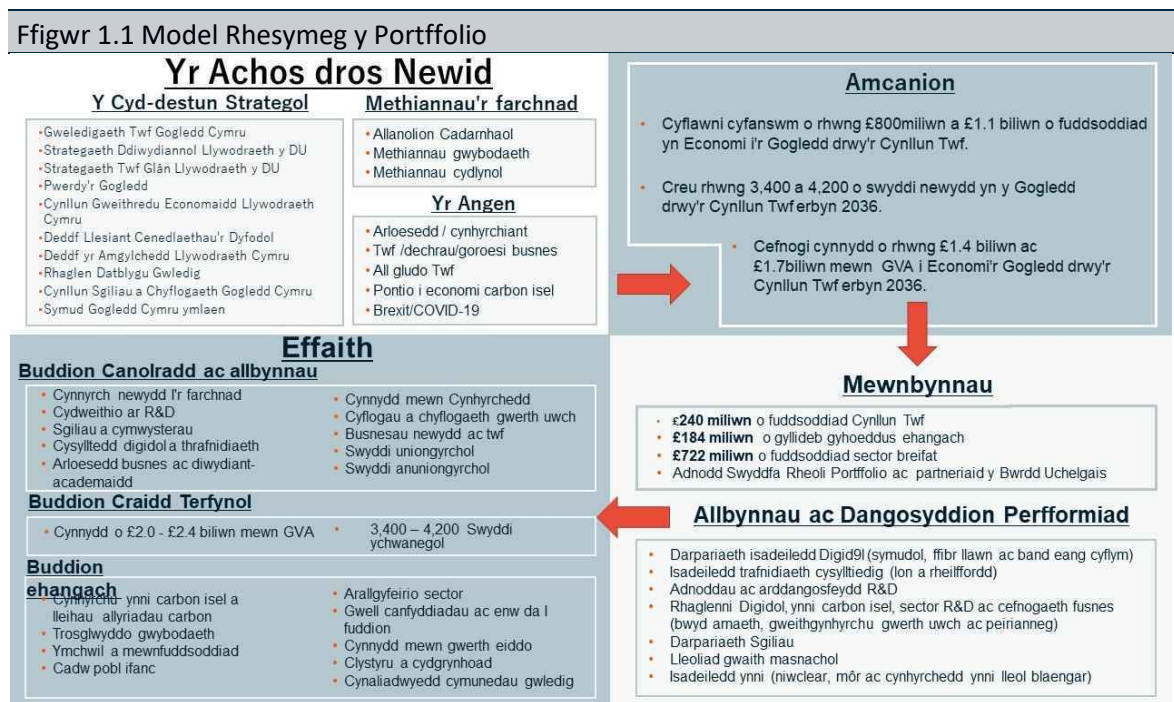 Ffigwr 1.1 Model Rhesymeg y Portffolio
Yr Achos dros Newid
Y Cyd-destun Strategol
•Gweledigaeth Twf Gogledd Cymru
•Strategaeth Ddiwydiannol Llywodraeth y DU
•Strategaeth Twf Glân Llywodraeth y DU
•Pwerdy'r Gogledd
•Cynllun Gweithredu Economaidd Llywodraeth
Cymru
•Deddf Llesiant Cenedlaethau'r Dyfodol
•Deddf yr Amgylchedd Llywodraeth Cymru
•Rhaglen Datblygu Gwledig
•Cynllun Sgiliau a Chyflogaeth Gogledd Cymru
•Symud Gogledd Cymru ymlaen
Methiannau'r farchnad
•Allanolion Cadarnhaol
•Methiannau gwybodaeth
•Methiannau cydlynol
Yr Angen
•Arloesedd / cynhyrchiant
•Twf /dechrau/goroesi busnes
•All gludo Twf
•Pontio i economi carbon isel
•Brexit/COVID-19
Amcanion
• Cyflawni cyfanswm o rhwng £800miliwn a £1.1 biliwn o fuddsoddiad
yn Economi i'r Gogledd drwy'r Cynllun Twf.
• Creu rhwng 3,400 a 4,200 o swyddi newydd yn y Gogledd
drwy'r Cynllun Twf erbyn 2036.
• Cefnogi cynnydd o rhwng £1.4 biliwn ac
£1.7biliwn mewn GVA i Economi'r Gogledd drwy'r
Cynllun Twf erbyn 2036.
Mewnbynnau
• £240 miliwn o fuddsoddiad Cynllun Twf
• £184 miliwn o gyllideb gyhoeddus ehangach
• £722 miliwn o fuddsoddiad sector breifat
• Adnodd Swyddfa Rheoli Portffolio ac partneriaid y Bwrdd Uchelgais
Allbynnau ac Dangosyddion Perfformiad
• Darpariaeth isadeiledd Digid9l (symudol, ffibr llawn ac band eang cyflym)
• Isadeiledd trafnidiaeth cysylltiedig (lon a rheilffordd)
• Adnoddau ac arddangosfeydd R&D
• Rhaglenni Digidol, ynni carbon isel, sector R&D ac cefnogaeth fusnes
(bwyd amaeth, gweithgynhyrchu gwerth uwch ac peirianneg)
• Darpariaeth Sgiliau
• Lleoliad gwaith masnachol
• Isadeiledd ynni (niwclear, môr ac cynhyrchedd ynni lleol blaengar)
Effaith
Buddion Canolradd ac allbynnau
• Cynnyrch newydd I'r farchnad
• Cydweithio ar R&D
• Sgiliau a cymwysterau
• Cysylltedd digidol a thrafnidiaeth
• Arloesedd busnes ac diwydiant-
academaidd
• Cynnydd mewn Cynhyrchedd
• Cyflogau a chyflogaeth gwerth uwch
• Busnesau newydd ac twf
• Swyddi uniongyrchol
• Swyddi anuniongyrchol
Buddion Craidd Terfynol
• Cynnydd o £2.0 - £2.4 biliwn mewn GVA
• 3,400 – 4,200 Swyddi
ychwanegol
Buddion
ehangach
• Cynhyrchu ynni carbon isel a
lleihau allyriadau carbon
• Trosglwyddo gwybodaeth
• Ymchwil a mewnfuddsoddiad
• Cadw pobl ifanc
• Arallgyfeirio sector
• Gwell canfyddiadau ac enw da I
fuddion
• Cynnydd mewn gwerth eiddo
• Clystyru a cydgrynhoad
• Cynaliadwyedd cymunedau gwledig